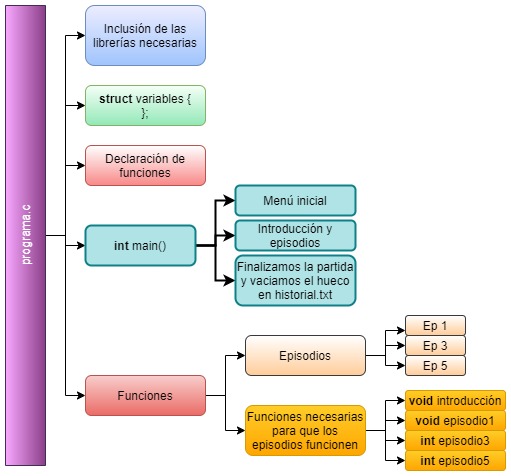 programa.c
Inclusión de las
librerías necesarias
struct variables {
};
Declaración de
funciones
int main()
Menú inicial
Introducción y
episodios
Finalizamos la partida
y vaciamos el hueco
en historial.txt
Funciones
Episodios
Ep 1
Ep 3
Ep 5
Funciones necesarias
para que los
episodios funcionen
void introducción
void episodio1
int episodio3
int episodio5